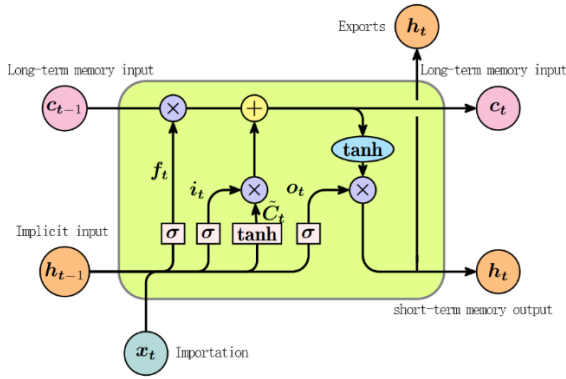 Exports
h_t
Long-term memory input
Long-term memory input
c_{t-1}
×
+
c_t
tanh
f_t
i_t
×
o_t
×
C̃_t
Implicit input
σ
σ
tanh
σ
h_{t-1}
h_t
short-term memory output
x_t
Importation